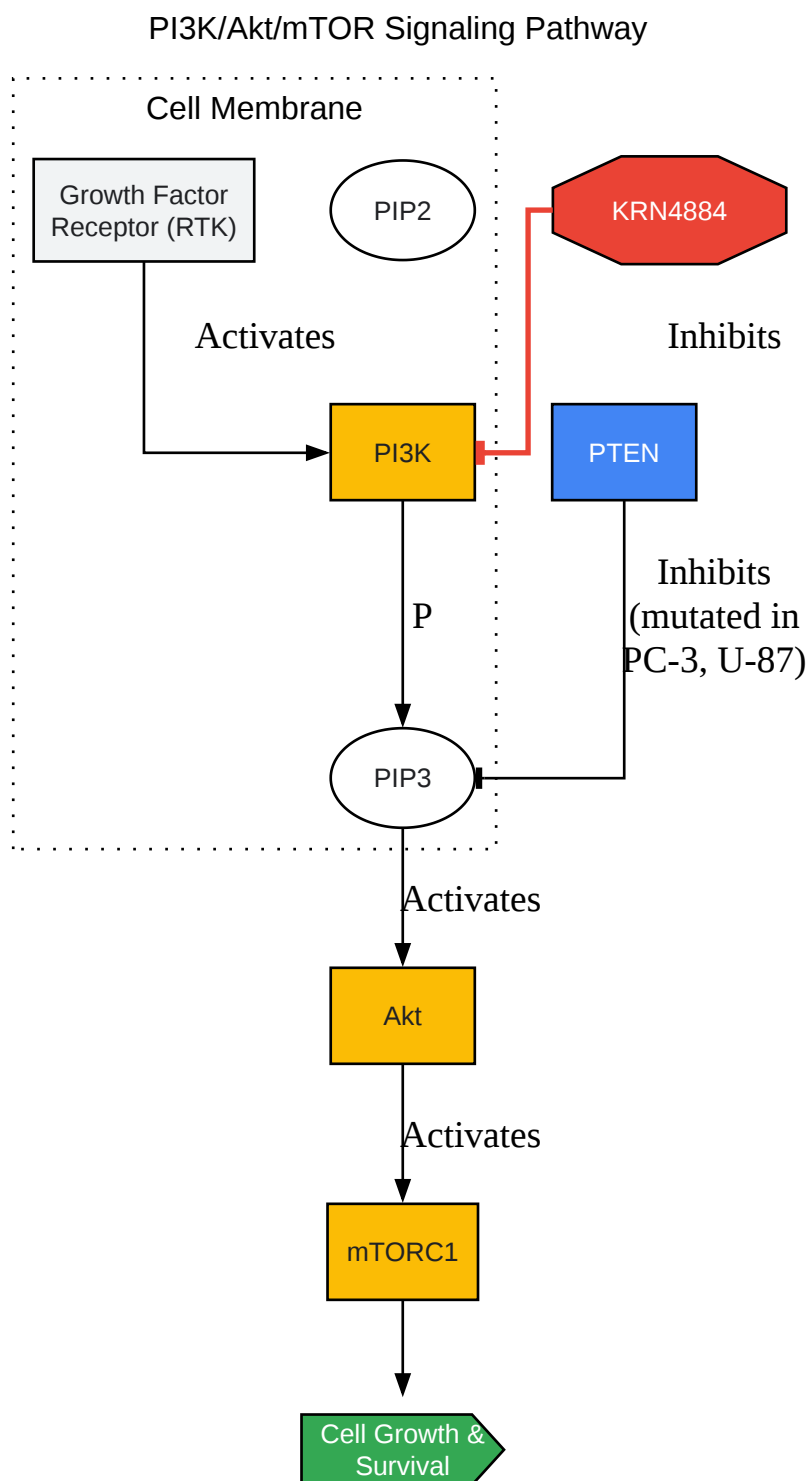 PI3K/Akt/mTOR Signaling Pathway
Cell Membrane
Growth Factor
Receptor (RTK)
PIP2
KRN4884
Activates
Inhibits
PI3K
PTEN
P
Inhibits
(mutated in
PC-3, U-87)
PIP3
Activates
Akt
Activates
mTORC1
Cell Growth &
Survival